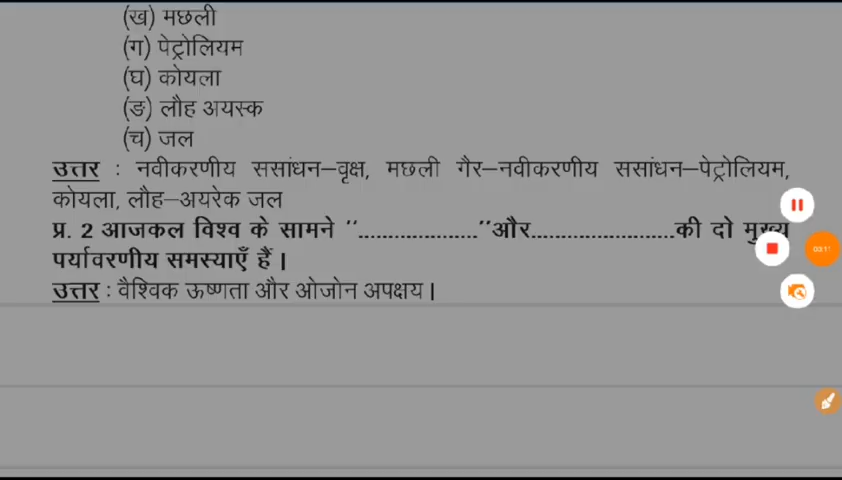 (ख) मछली
(ग) पेट्रोलियम
(घ) कोयला
(ङ) लौह अयस्क
(च) जल
उत्तर : नवीकरणीय ससांधन–वृक्ष, मछली गैर–नवीकरणीय ससांधन–पेट्रोलियम,
कोयला, लौह–अयरेक जल
प्र. 2 आजकल विश्व के सामने "...................."और........................की दो मुख्य
पर्यावरणीय समस्याएँ हैं।
उत्तर : वैश्विक ऊष्णता और ओजोन अपक्षय।